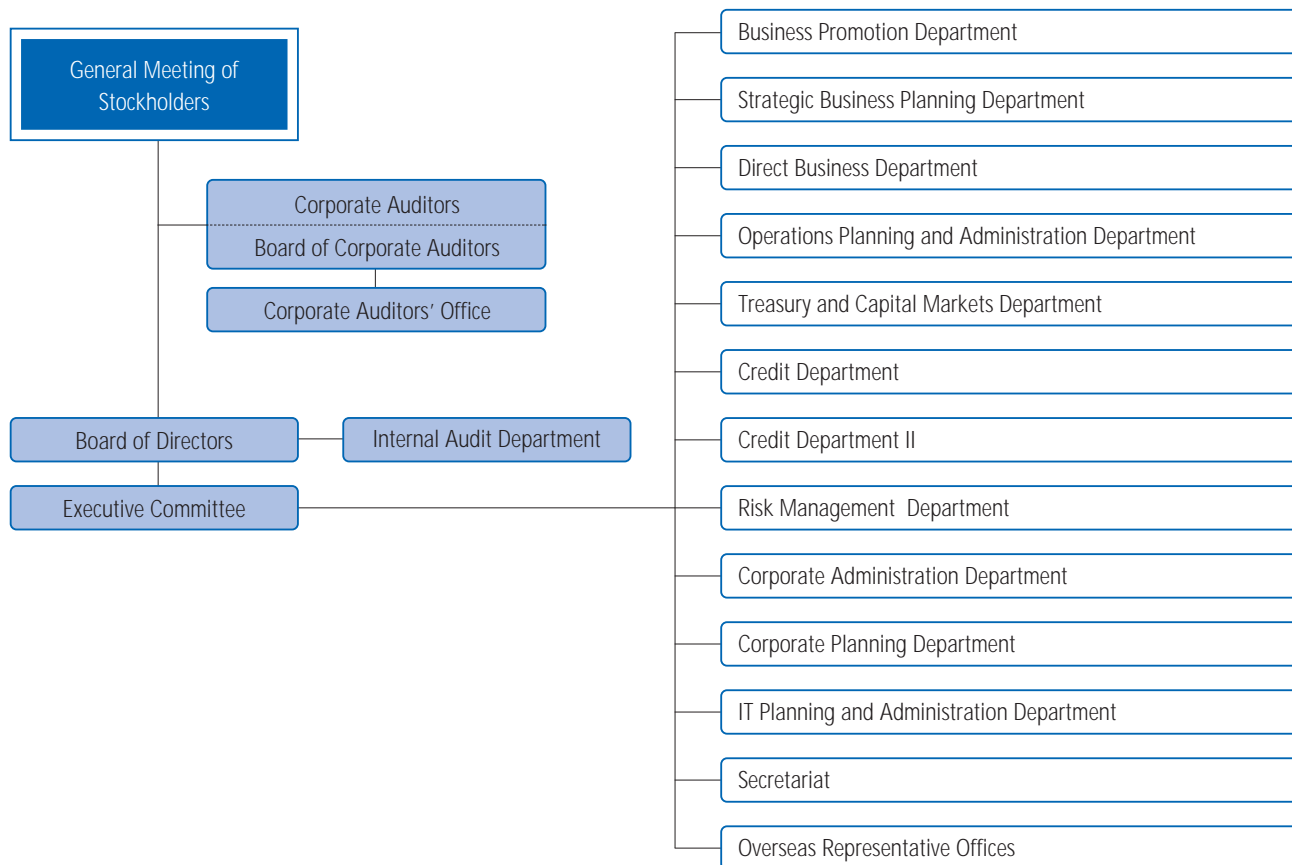 General Meeting of
Stockholders
Corporate Auditors
Board of Corporate Auditors
Corporate Auditors’ Office
Board of Directors
Internal Audit Department
Executive Committee
Business Promotion Department
Strategic Business Planning Department
Direct Business Department
Operations Planning and Administration Department
Treasury and Capital Markets Department
Credit Department
Credit Department II
Risk Management  Department
Corporate Administration Department
Corporate Planning Department
IT Planning and Administration Department
Secretariat
Overseas Representative Offices